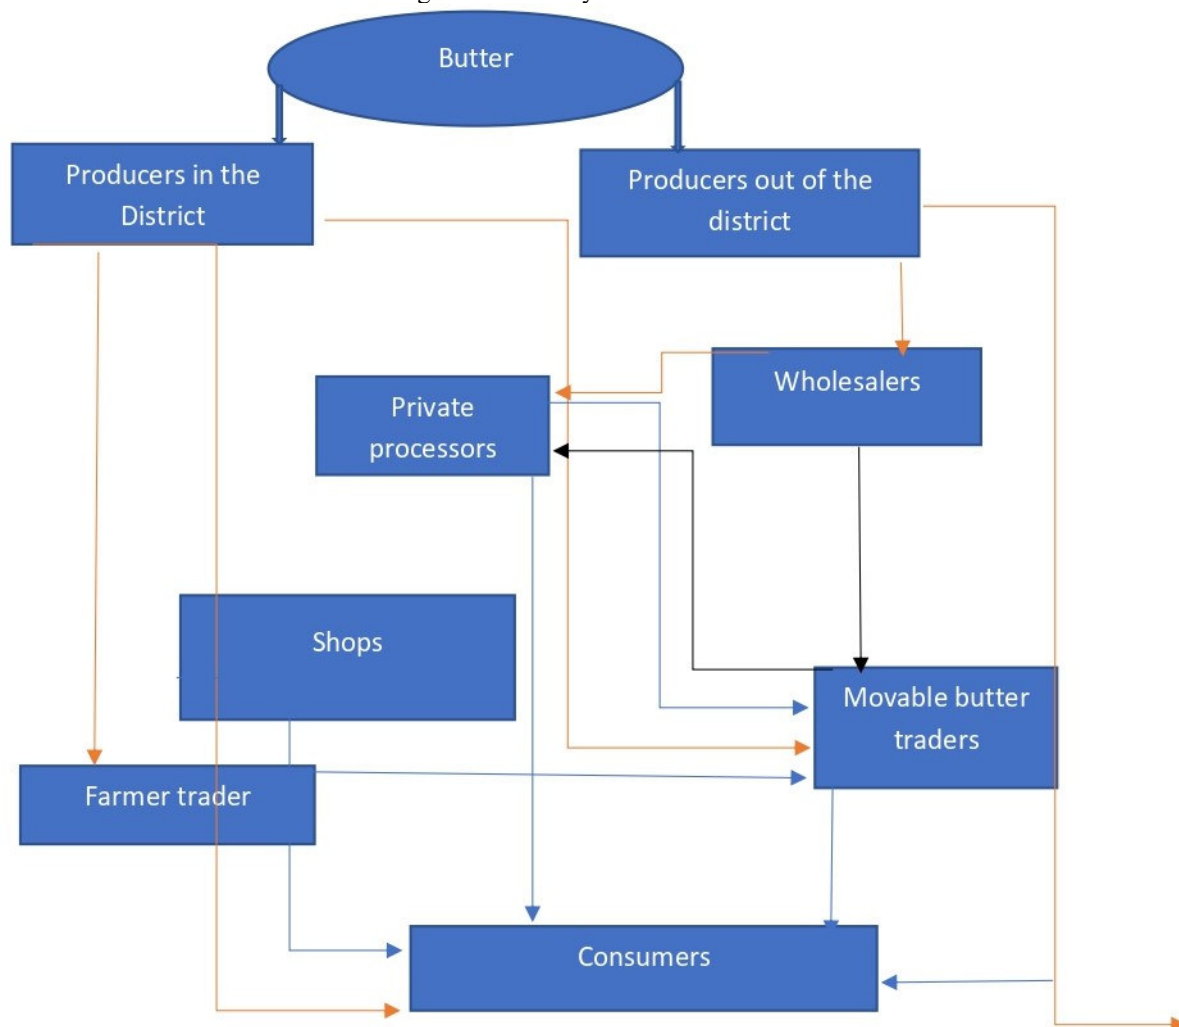 Butter
Producers in the
District
Producers out of the
district
Wholesalers
Private
processors
Shops
Movable butter
traders
Farmer trader
Consumers